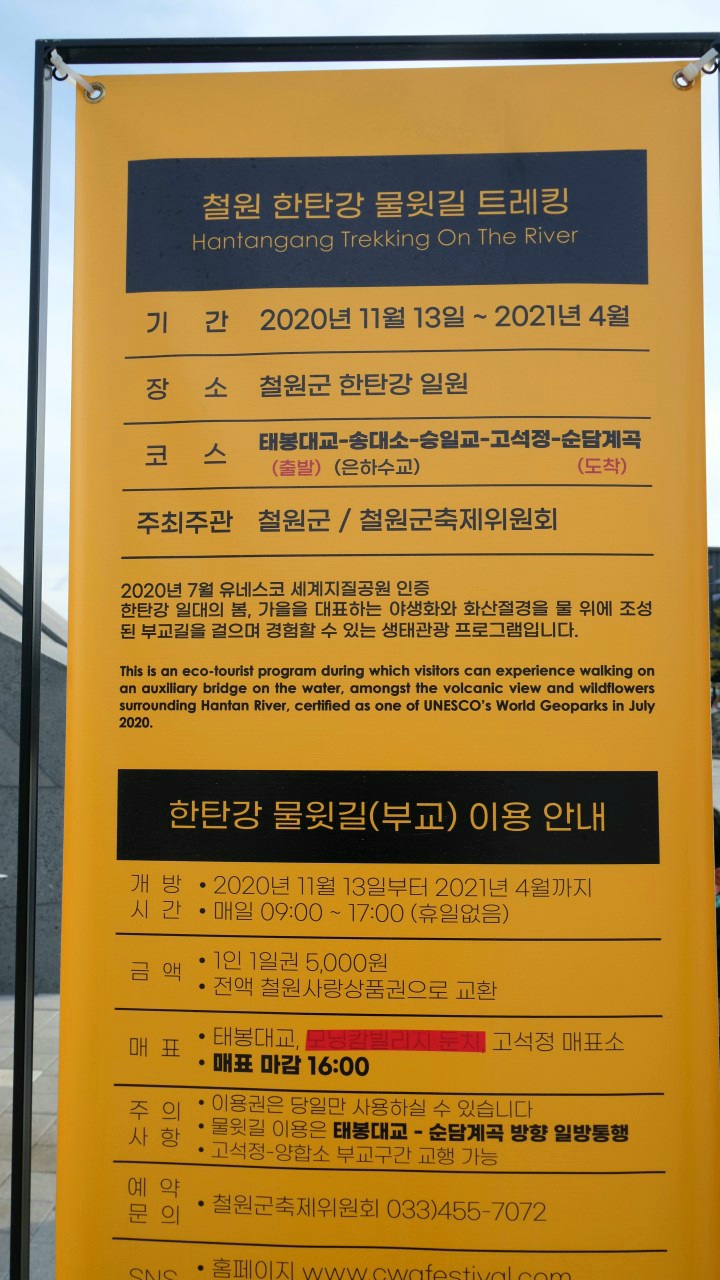 철원 한탄강 물윗길 트레킹
Hantangang Trekking On The River
기 간 2020년 11월 13일 ~ 2021년 4월
장 소 철원군 한탄강 일원
코 스 태봉대교-송대소-승일교-고석정-순담계곡
(출발) (은하수교) (도착)
주최주관 철원군 / 철원군축제위원회
2020년 7월 유네스코 세계지질공원 인증
한탄강 일대의 봄, 가을을 대표하는 야생화와 화산절경을 물 위에 조성
된 부교길을 걸으며 경험할 수 있는 생태관광 프로그램입니다.
This is an eco-tourist program during which visitors can experience walking on
an auxiliary bridge on the water, amongst the volcanic view and wildflowers
surrounding Hantan River, certified as one of UNESCO's World Geoparks in July
2020.
한탄강 물윗길(부교) 이용 안내
개 방 • 2020년 11월 13일부터 2021년 4월까지
시 간 • 매일 09:00 ~ 17:00 (휴일없음)
금 액 • 1인 1일권 5,000원
• 전액 철원사랑상품권으로 교환
매 표 • 태봉대교, 모닝캄빌리지 둔치, 고석정 매표소
• 매표 마감 16:00
주 의 • 이용권은 당일만 사용하실 수 있습니다
사 항 • 물윗길 이용은 태봉대교 - 순담계곡 방향 일방통행
• 고석정-양합소 부교구간 교행 가능
예 약
문 의 • 철원군축제위원회 033)455-7072
SNS • 홈페이지 www.cwgfestival.com